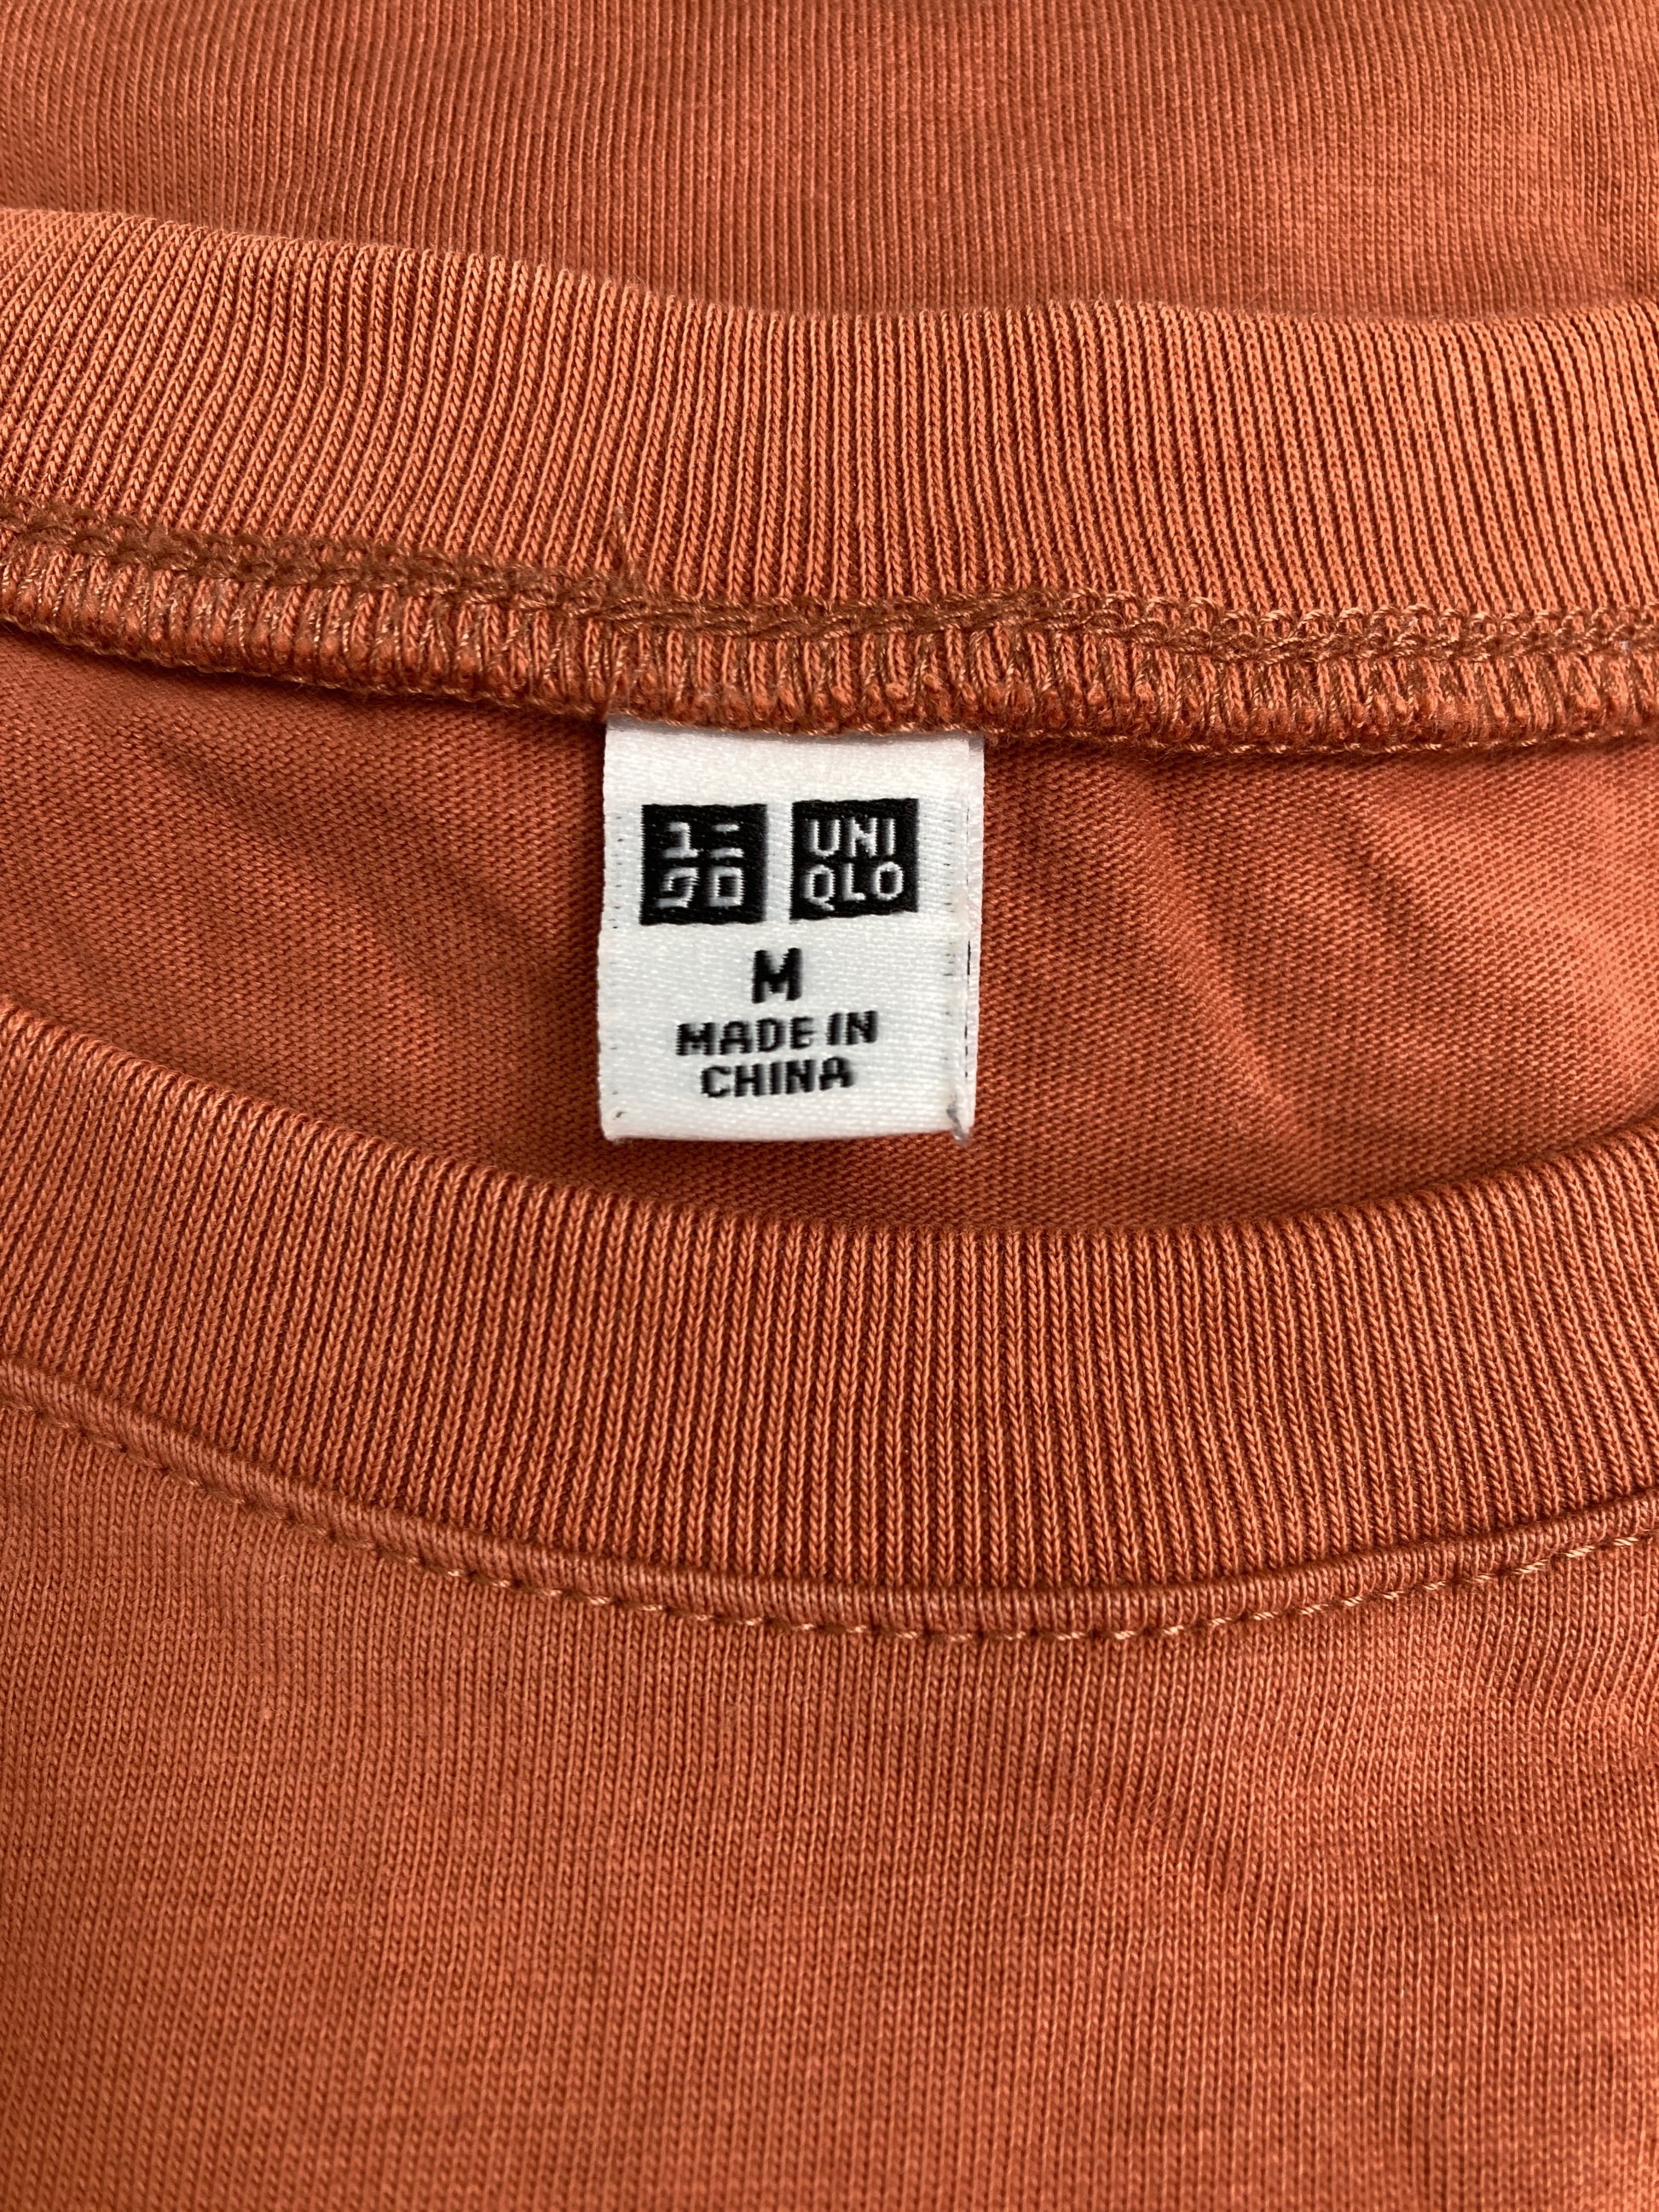 ユニ
クロ
UNI
QLO
M
MADE IN
CHINA